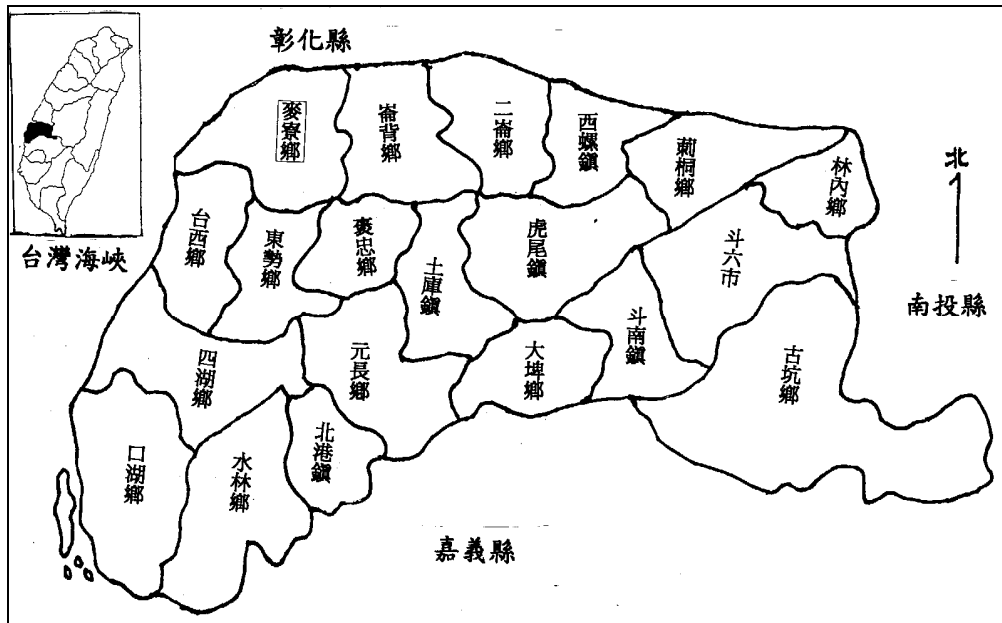 彰化縣
麥寮鄉
崙背鄉
二崙鄉
西螺鎮
莿桐鄉
林內鄉
北
台灣海峽
台西鄉
東勢鄉
褒忠鄉
土庫鎮
虎尾鎮
斗六市
南投縣
四湖鄉
元長鄉
大埤鄉
斗南鎮
古坑鄉
口湖鄉
水林鄉
北港鎮
嘉義縣